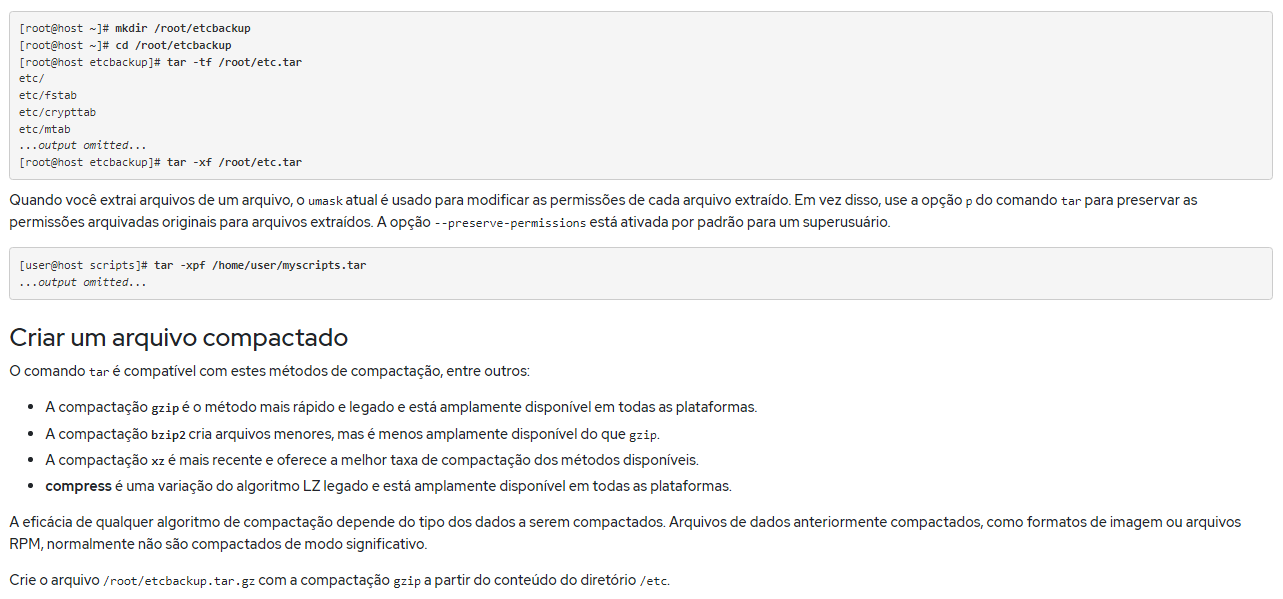 [root@host ~]# mkdir /root/etcbackup
[root@host ~]# cd /root/etcbackup
[root@host etcbackup]# tar -tf /root/etc.tar
etc/
etc/fstab
etc/crypttab
etc/mtab
...output omitted...
[root@host etcbackup]# tar -xf /root/etc.tar
Quando você extrai arquivos de um arquivo, o umask atual é usado para modificar as permissões de cada arquivo extraído. Em vez disso, use a opção p do comando tar para preservar as
permissões arquivadas originais para arquivos extraídos. A opção --preserve-permissions está ativada por padrão para um superusuário.
[user@host scripts]# tar -xpf /home/user/myscripts.tar
...output omitted...
Criar um arquivo compactado
O comando tar é compatível com estes métodos de compactação, entre outros:
• A compactação gzip é o método mais rápido e legado e está amplamente disponível em todas as plataformas.
• A compactação bzip2 cria arquivos menores, mas é menos amplamente disponível do que gzip.
• A compactação xz é mais recente e oferece a melhor taxa de compactação dos métodos disponíveis.
• compress é uma variação do algoritmo LZ legado e está amplamente disponível em todas as plataformas.
A eficácia de qualquer algoritmo de compactação depende do tipo dos dados a serem compactados. Arquivos de dados anteriormente compactados, como formatos de imagem ou arquivos
RPM, normalmente não são compactados de modo significativo.
Crie o arquivo /root/etcbackup.tar.gz com a compactação gzip a partir do conteúdo do diretório /etc.